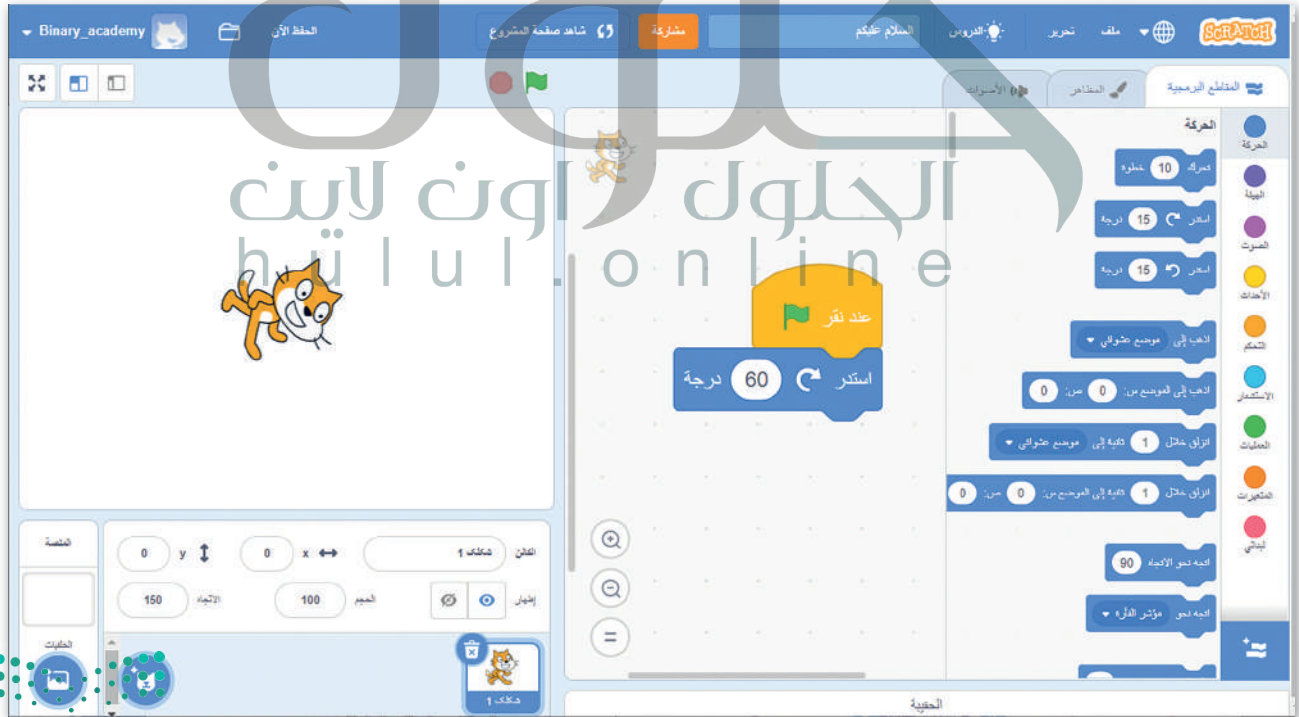 SCRATCH
ملف
تحرير
الدروس
السلام عليكم
مشاركة
شاهد صفحة المشروع
الحفظ الآن
Binary_academy
المقاطع البرمجية
المظاهر
الأصوات
الحركة
الهيئة
الصوت
الأحداث
التحكم
الاستشعار
العمليات
المتغيرات
لبناتي
الحركة
تحرك 10 خطوة
استدر 15 درجة
استدر 15 درجة
اذهب إلى موضع عشوائي
اذهب إلى الموضع س: 0 ص: 0
انزلق خلال 1 ثانية إلى موضع عشوائي
انزلق خلال 1 ثانية إلى الموضع س: 0 ص: 0
اتجه نحو الاتجاه 90
اتجه نحو مؤشر الفأرة
عند نقر
استدر 60 درجة
الحلول اون لاين
hulul.online
الكائن
x 0
y 0
إظهار
الحجم 100
الاتجاه 150
المنصة
الخلفيات
الحقيبة